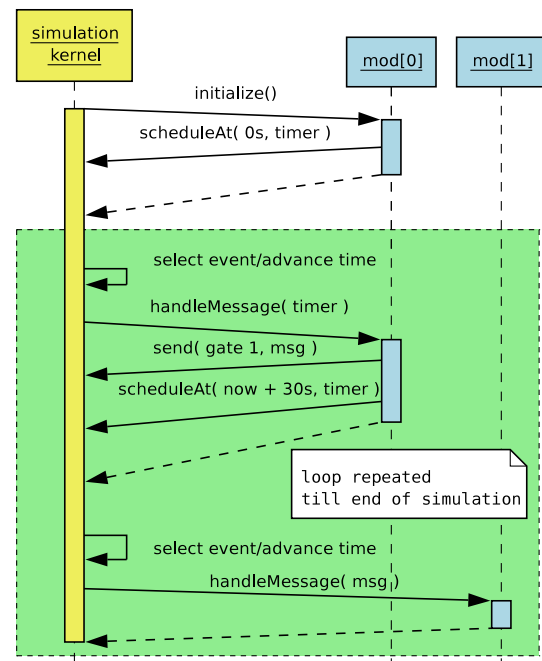 simulation
kernel
mod[0]
mod[1]
initialize()
scheduleAt( 0s, timer )
select event/advance time
handleMessage( timer )
send( gate 1, msg )
scheduleAt( now + 30s, timer )
loop repeated
till end of simulation
select event/advance time
handleMessage( msg )